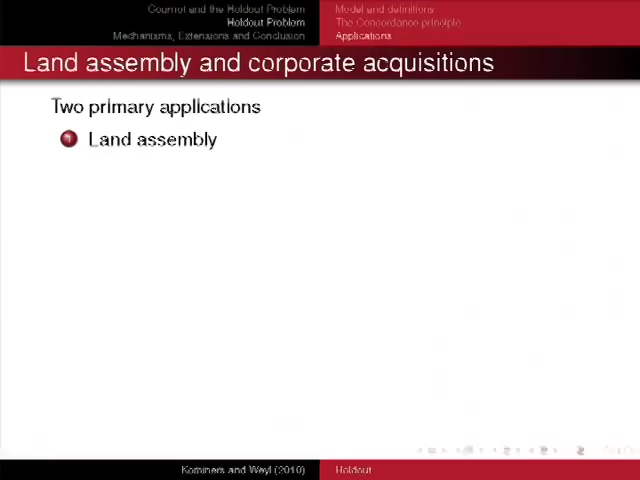 Cournot and the Holdout Problem
Holdout Problem
Mechanisms, Extensions and Conclusion
Model and definitions
The Concordance principle
Applications
Land assembly and corporate acquisitions
Two primary applications
1 Land assembly
Kominers and Weyl (2010)
Holdout